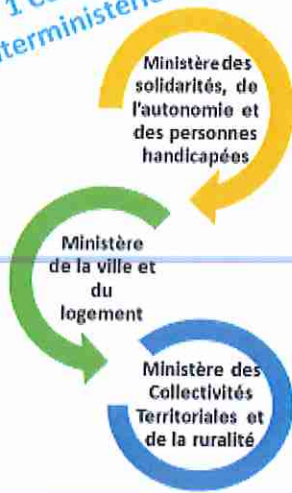 Ministère des
solidarités, de
l'autonomie et
des personnes
handicapées
Ministère
de la ville et
du
logement
Ministère des
Collectivités
Territoriales et
de la ruralité